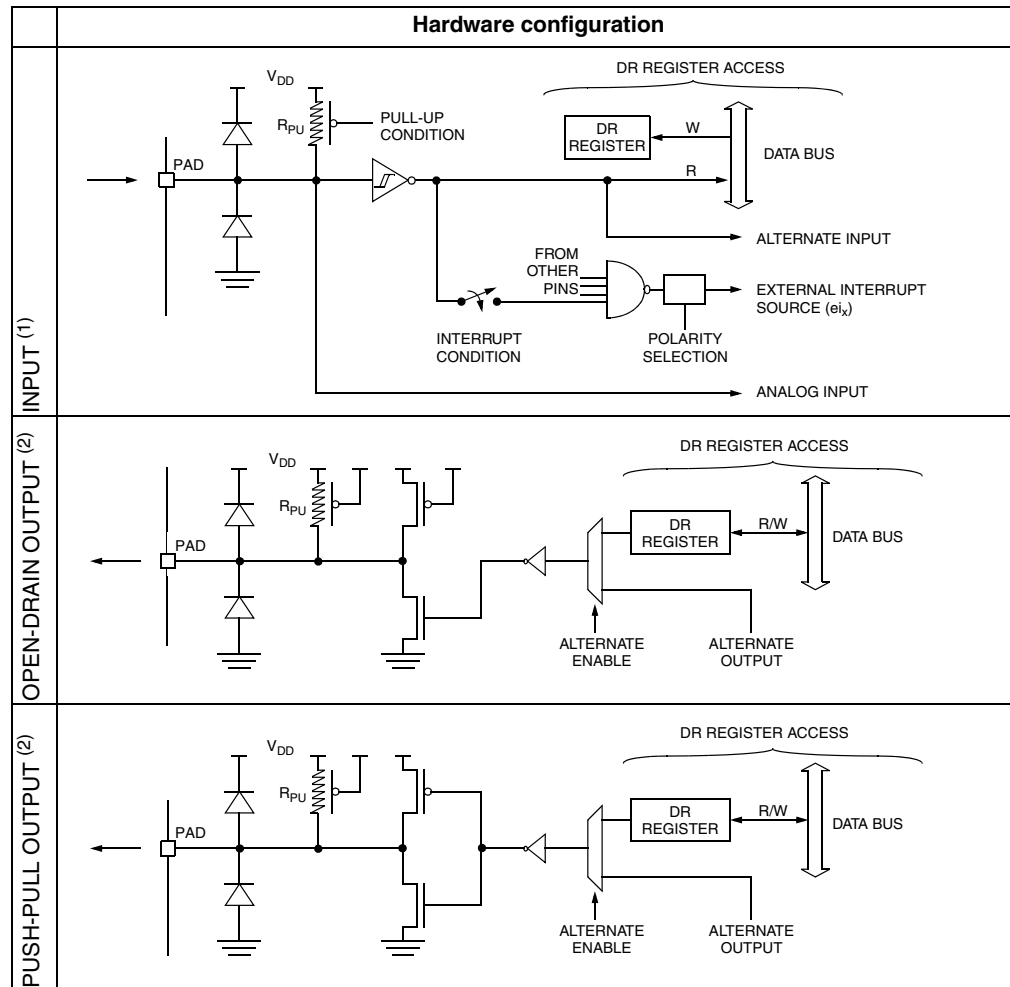 Hardware configuration
INPUT (1)
DR REGISTER ACCESS
VDD
RPU
PULL-UP
CONDITION
DR
REGISTER
W
DATA BUS
PAD
R
ALTERNATE INPUT
FROM
OTHER
PINS
EXTERNAL INTERRUPT
SOURCE (eix)
INTERRUPT
CONDITION
POLARITY
SELECTION
ANALOG INPUT
OPEN-DRAIN OUTPUT (2)
DR REGISTER ACCESS
VDD
RPU
DR
REGISTER
R/W
DATA BUS
PAD
ALTERNATE
ENABLE
ALTERNATE
OUTPUT
PUSH-PULL OUTPUT (2)
DR REGISTER ACCESS
VDD
RPU
DR
REGISTER
R/W
DATA BUS
PAD
ALTERNATE
ENABLE
ALTERNATE
OUTPUT